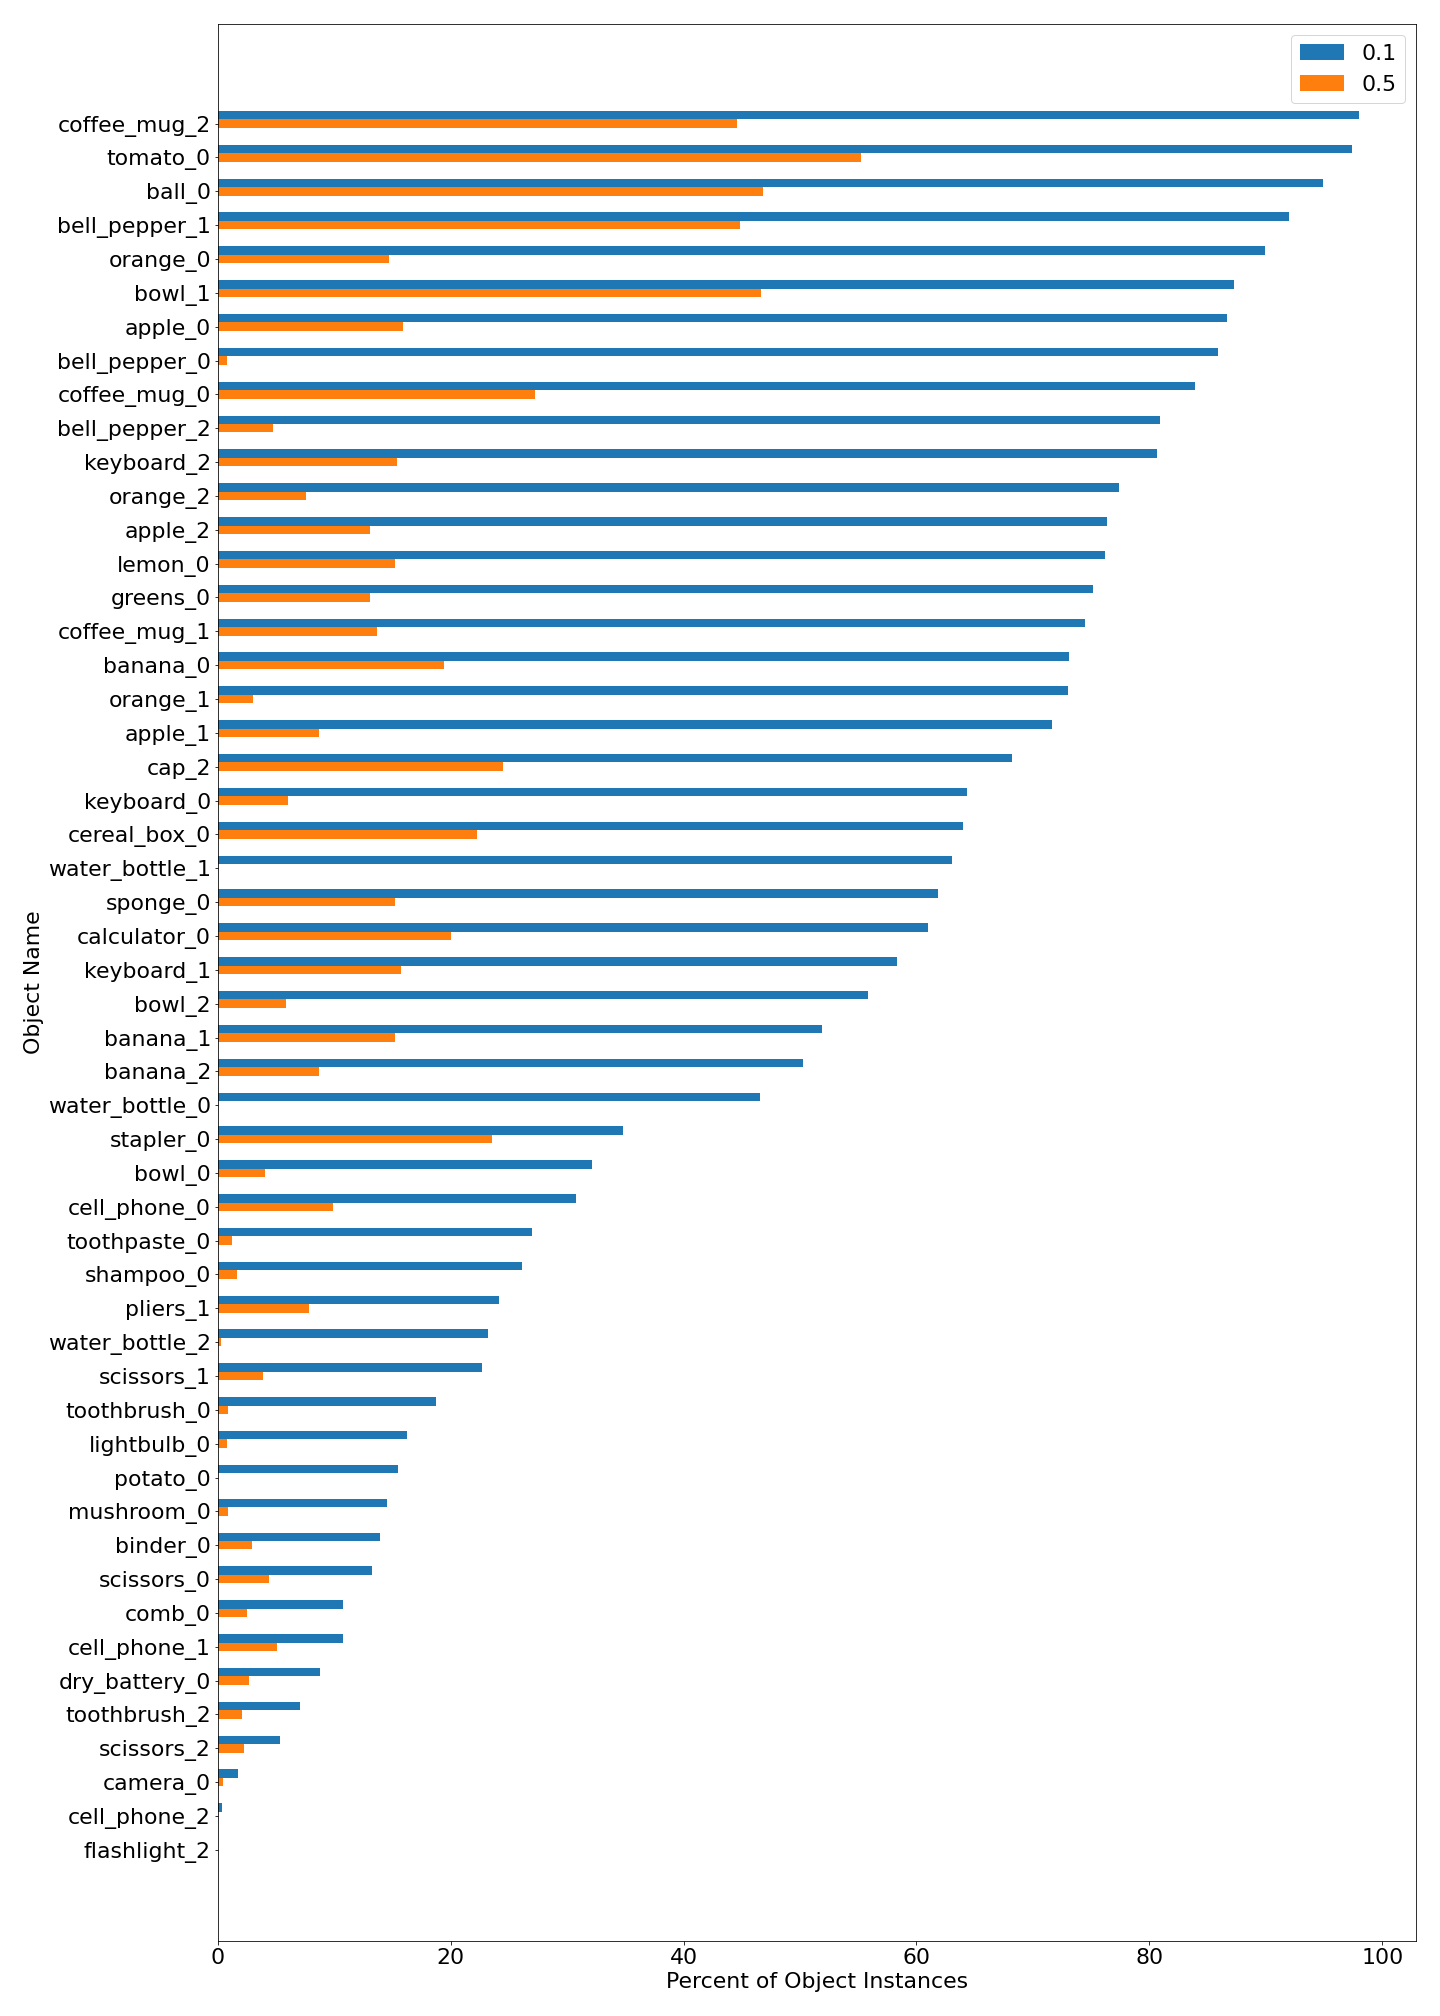 0.1
0.5
coffee_mug_2
tomato_0
ball_0
bell_pepper_1
orange_0
bowl_1
apple_0
bell_pepper_0
coffee_mug_0
bell_pepper_2
keyboard_2
orange_2
apple_2
lemon_0
greens_0
coffee_mug_1
banana_0
orange_1
apple_1
cap_2
keyboard_0
cereal_box_0
water_bottle_1
sponge_0
calculator_0
keyboard_1
bowl_2
banana_1
banana_2
water_bottle_0
stapler_0
bowl_0
cell_phone_0
toothpaste_0
shampoo_0
pliers_1
water_bottle_2
scissors_1
toothbrush_0
lightbulb_0
potato_0
mushroom_0
binder_0
scissors_0
comb_0
cell_phone_1
dry_battery_0
toothbrush_2
scissors_2
camera_0
cell_phone_2
flashlight_2
Object Name
0 20 40 60 80 100
Percent of Object Instances